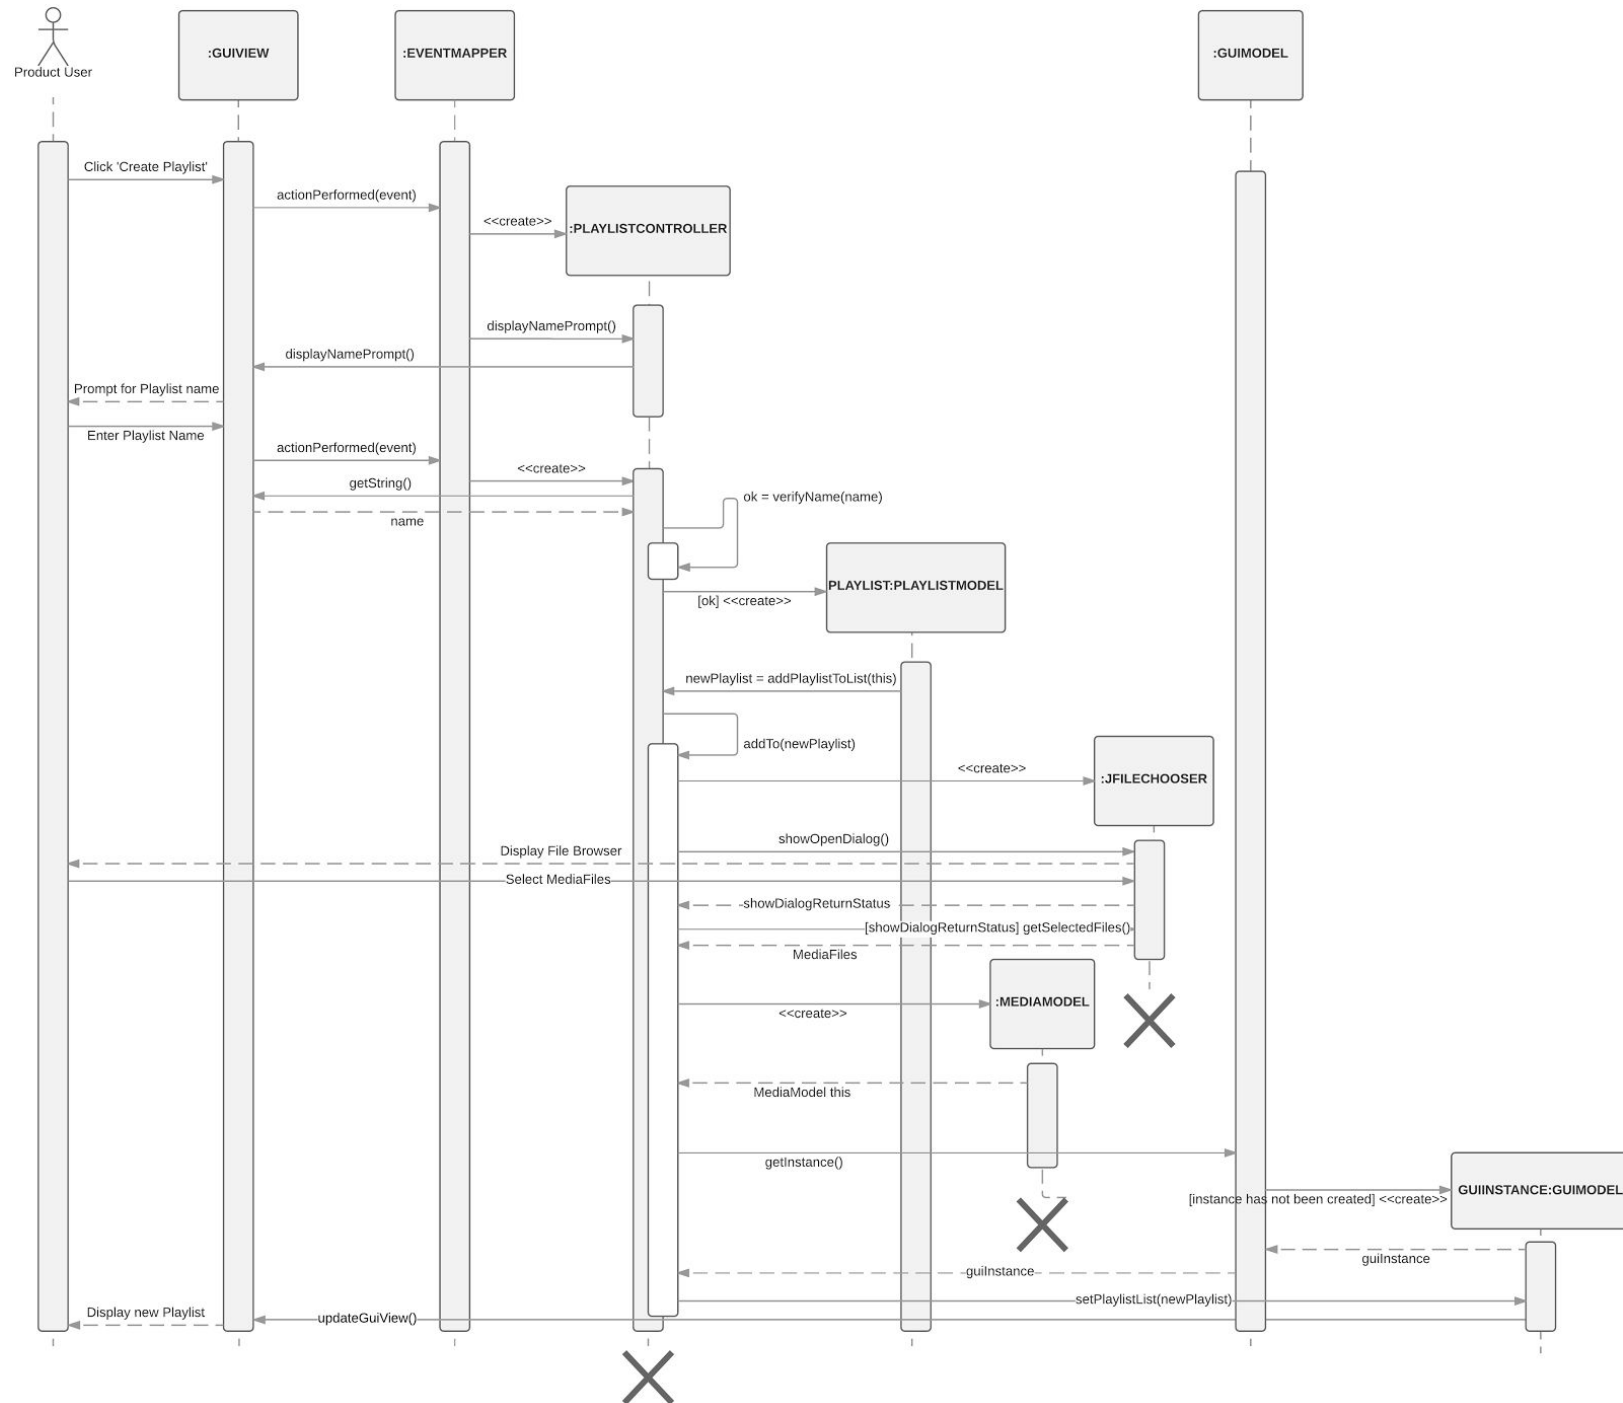 Product User
:GUIVIEW
:EVENTMAPPER
:GUIMODEL
Click 'Create Playlist'
actionPerformed(event)
<<create>>
:PLAYLISTCONTROLLER
displayNamePrompt()
displayNamePrompt()
Prompt for Playlist name
Enter Playlist Name
actionPerformed(event)
<<create>>
getString()
ok = verifyName(name)
name
PLAYLIST:PLAYLISTMODEL
[ok] <<create>>
newPlaylist = addPlaylistToList(this)
addTo(newPlaylist)
<<create>>
:JFILECHOOSER
showOpenDialog()
Display File Browser
Select MediaFiles
showDialogReturnStatus
[showDialogReturnStatus] getSelectedFiles()
MediaFiles
:MEDIAMODEL
<<create>>
MediaModel this
getInstance()
GUIINSTANCE:GUIMODEL
[instance has not been created] <<create>>
guiInstance
guiInstance
setPlaylistList(newPlaylist)
Display new Playlist
updateGuiView()